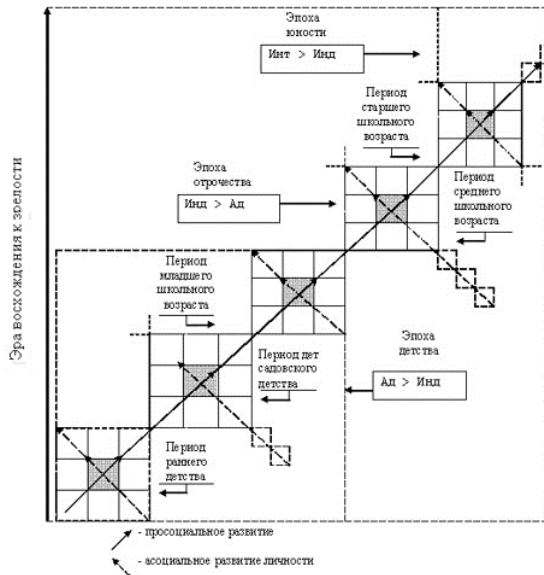 Эпоха
юности
Инт > Инд
Период
старшего
школьного
возраста
Эпоха
отрочества
Инд > Ад
Период
среднего
школьного
возраста
Период
младшего
школьного
возраста
Эпоха
детства
Ад > Инд
Период дет
садовского
детства
Период
раннего
детства
Эра восхождения к зрелости
- просоциальное развитие
- асоциальное развитие личности